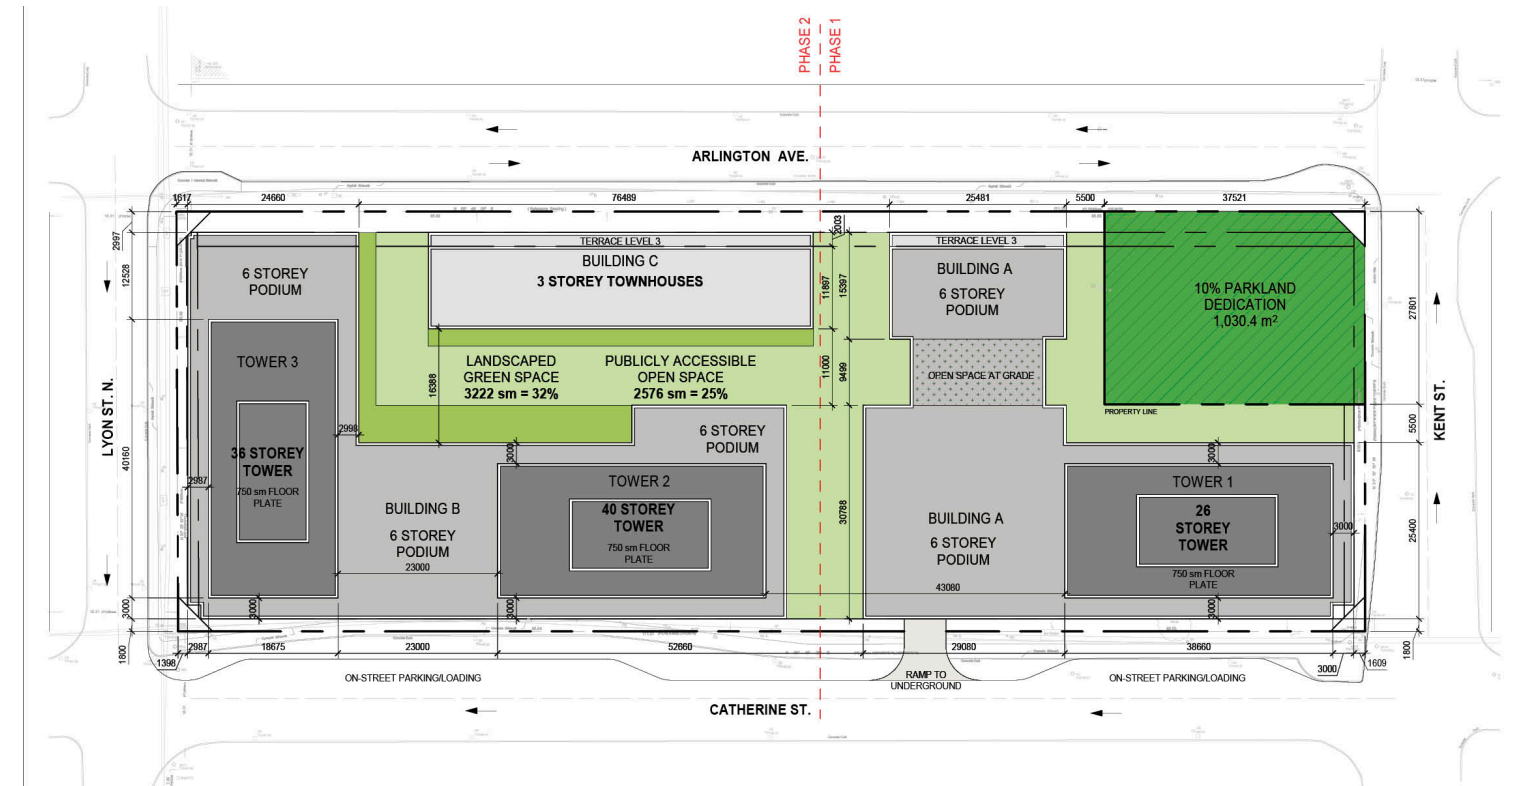 PHASE 2
PHASE 1
ARLINGTON AVE.
1617
24660
76489
25481
5500
37521
2997
12528
40160
3000
1800
LYON ST. N.
6 STOREY
PODIUM
TOWER 3
36 STOREY
TOWER
750 sm FLOOR
PLATE
2987
2998
TERRACE LEVEL 3
BUILDING C
3 STOREY TOWNHOUSES
LANDSCAPED
GREEN SPACE
3222 sm = 32%
PUBLICLY ACCESSIBLE
OPEN SPACE
2576 sm = 25%
16388
2003
11897
15397
11000
9499
30788
TERRACE LEVEL 3
BUILDING A
6 STOREY
PODIUM
OPEN SPACE AT GRADE
10% PARKLAND
DEDICATION
1,030.4 m²
PROPERTY LINE
27801
5500
25400
1800
KENT ST.
6 STOREY
PODIUM
3000
TOWER 2
40 STOREY
TOWER
750 sm FLOOR
PLATE
BUILDING B
6 STOREY
PODIUM
23000
3000
3000
BUILDING A
6 STOREY
PODIUM
43080
3000
TOWER 1
26
STOREY
TOWER
750 sm FLOOR
PLATE
3000
3000
1398
2987
18675
23000
52660
29080
38660
3000
1609
ON-STREET PARKING/LOADING
RAMP TO
UNDERGROUND
ON-STREET PARKING/LOADING
CATHERINE ST.